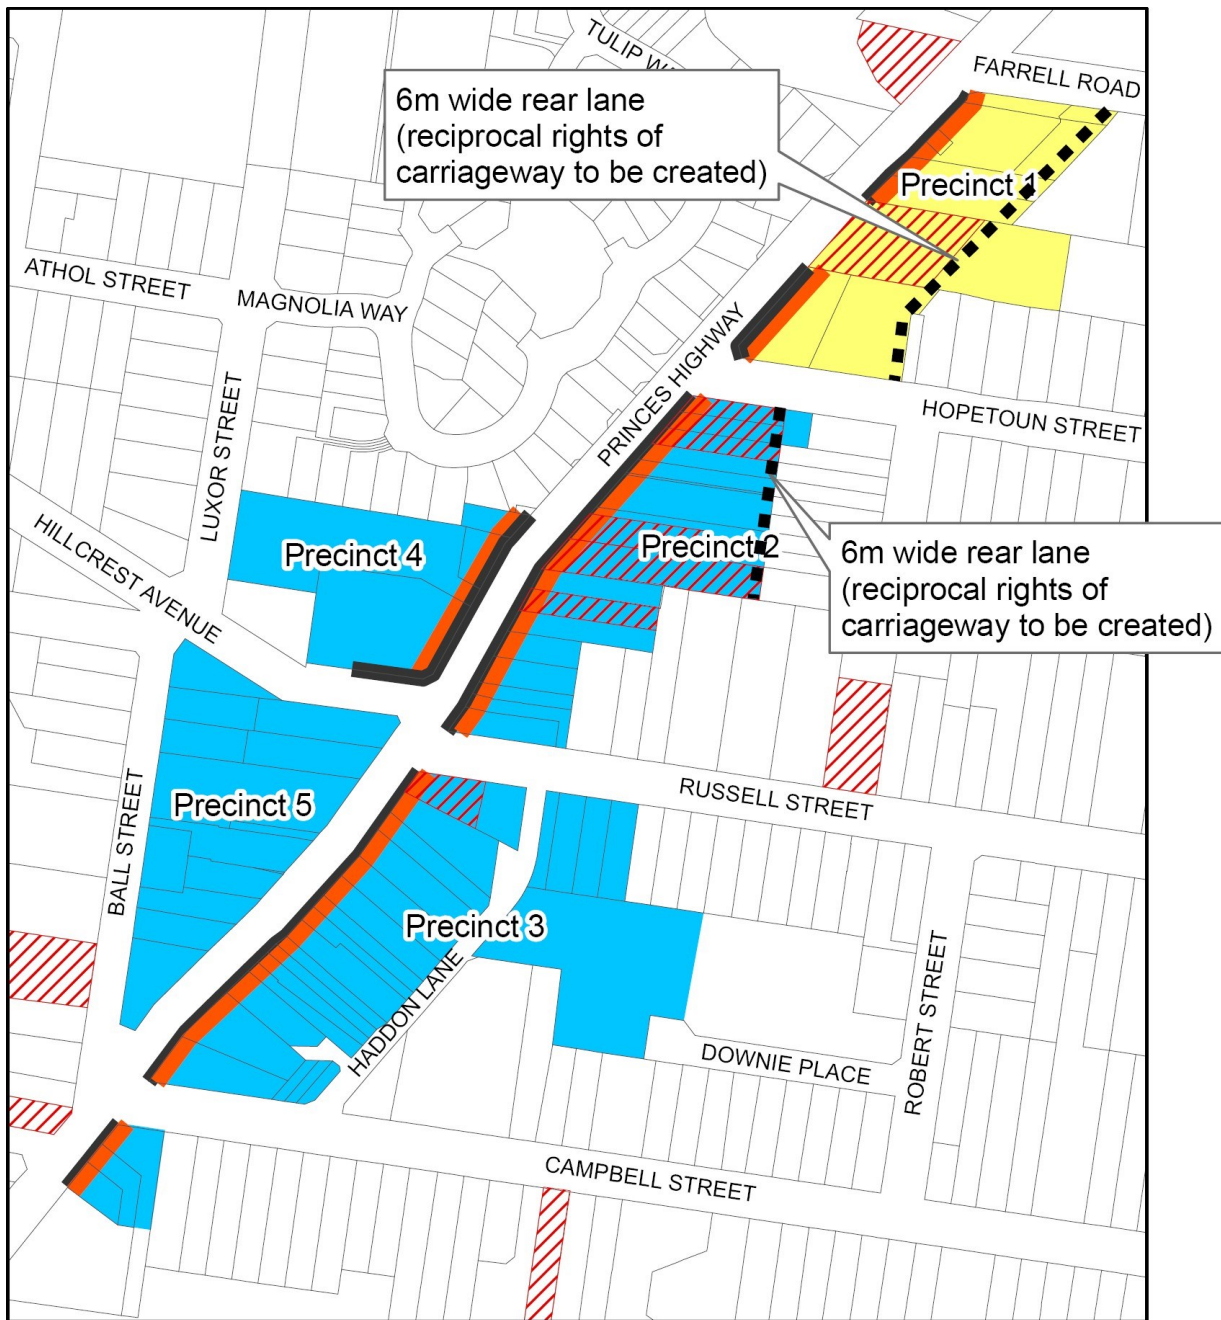 TULIP
FARRELL ROAD
6m wide rear lane
(reciprocal rights of
carriageway to be created)
Precinct 1
ATHOL STREET
MAGNOLIA WAY
PRINCES HIGHWAY
HOPETOUN STREET
LUXOR STREET
HILLCREST AVENUE
Precinct 4
Precinct 2
6m wide rear lane
(reciprocal rights of
carriageway to be created)
Precinct 5
RUSSELL STREET
BALL STREET
Precinct 3
HADDON LANE
ROBERT STREET
DOWNIE PLACE
CAMPBELL STREET